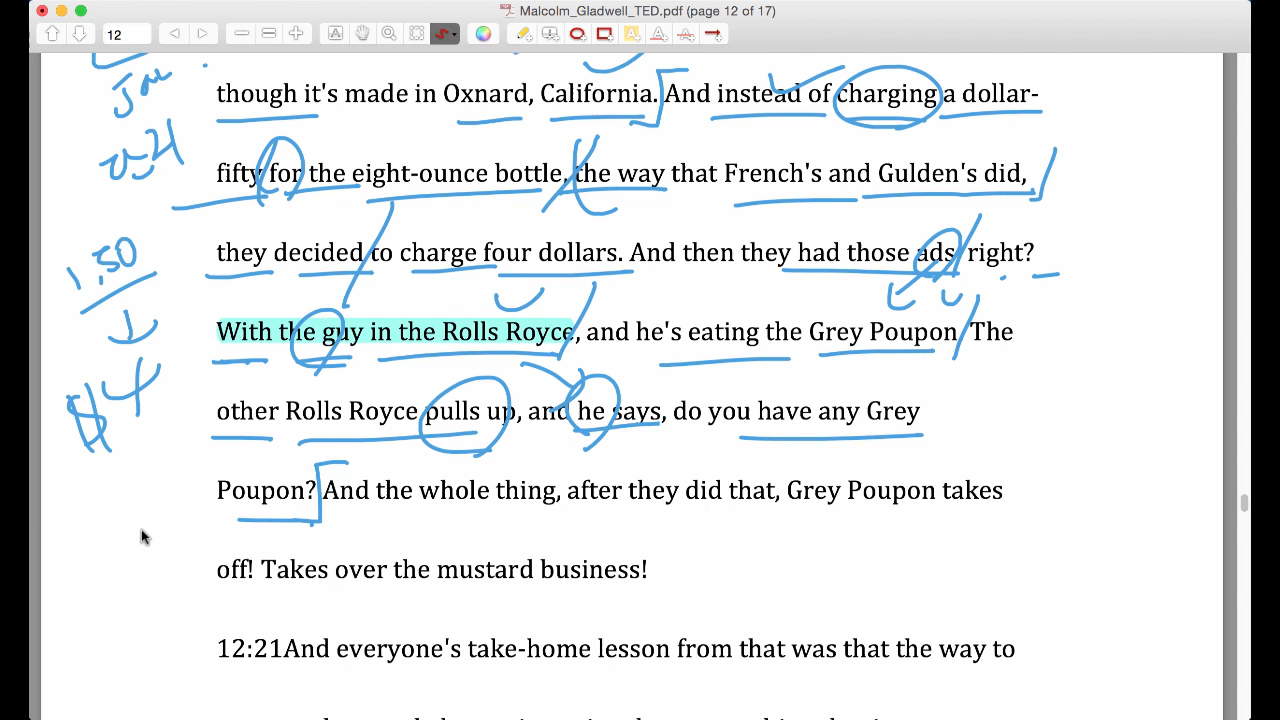 Malcolm_Gladwell_TED.pdf (page 12 of 17)
12
though it's made in Oxnard, California. And instead of charging a dollar-
fifty for the eight-ounce bottle, the way that French's and Gulden's did,
they decided to charge four dollars. And then they had those ads, right?
1.50
With the guy in the Rolls Royce, and he's eating the Grey Poupon. The
$4
other Rolls Royce pulls up, and he says, do you have any Grey
Poupon? And the whole thing, after they did that, Grey Poupon takes
off! Takes over the mustard business!
12:21And everyone's take-home lesson from that was that the way to